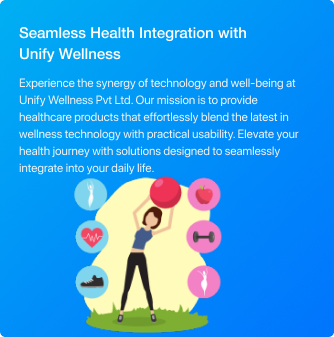 Seamless Health Integration with
Unify Wellness
Experience the synergy of technology and well-being at
Unify Wellness Pvt Ltd. Our mission is to provide
healthcare products that effortlessly blend the latest in
wellness technology with practical usability. Elevate your
health journey with solutions designed to seamlessly
integrate into your daily life.